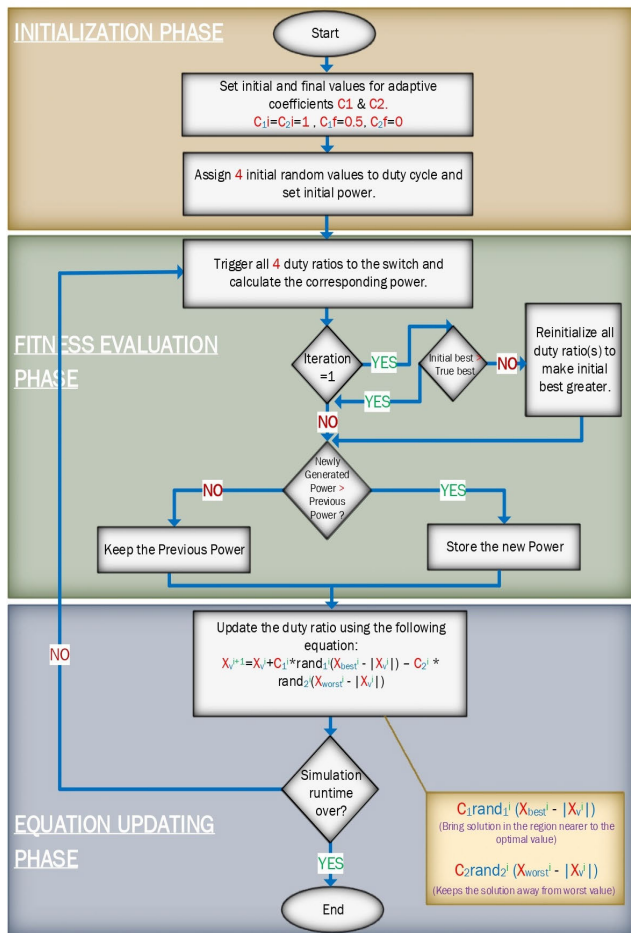 INITIALIZATION PHASE
Start
Set initial and final values for adaptive
coefficients C1 & C2.
C₁i=C₂i=1 , C₁f=0.5, C₂f=0
Assign 4 initial random values to duty cycle and
set initial power.
Trigger all 4 duty ratios to the switch and
calculate the corresponding power.
FITNESS EVALUATION
PHASE
Iteration
=1
YES
Initial best >
True best
NO
Reinitialize all
duty ratio(s) to
make initial
best greater.
YES
NO
Newly
Generated
Power >
Previous
Power ?
NO
YES
Keep the Previous Power
Store the new Power
Update the duty ratio using the following
equation:
Xᵥⁱ⁺¹=Xᵥⁱ+C₁ⁱ*rand₁ⁱ(X_bestⁱ - |Xᵥⁱ|) – C₂ⁱ *
rand₂ⁱ(X_worstⁱ - |Xᵥⁱ|)
NO
Simulation
runtime
over?
EQUATION UPDATING
PHASE
YES
End
C₁rand₁ⁱ (X_bestⁱ - |Xᵥⁱ|)
(Bring solution in the region nearer to the
optimal value)
C₂rand₂ⁱ (X_worstⁱ - |Xᵥⁱ|)
(Keeps the solution away from worst value)